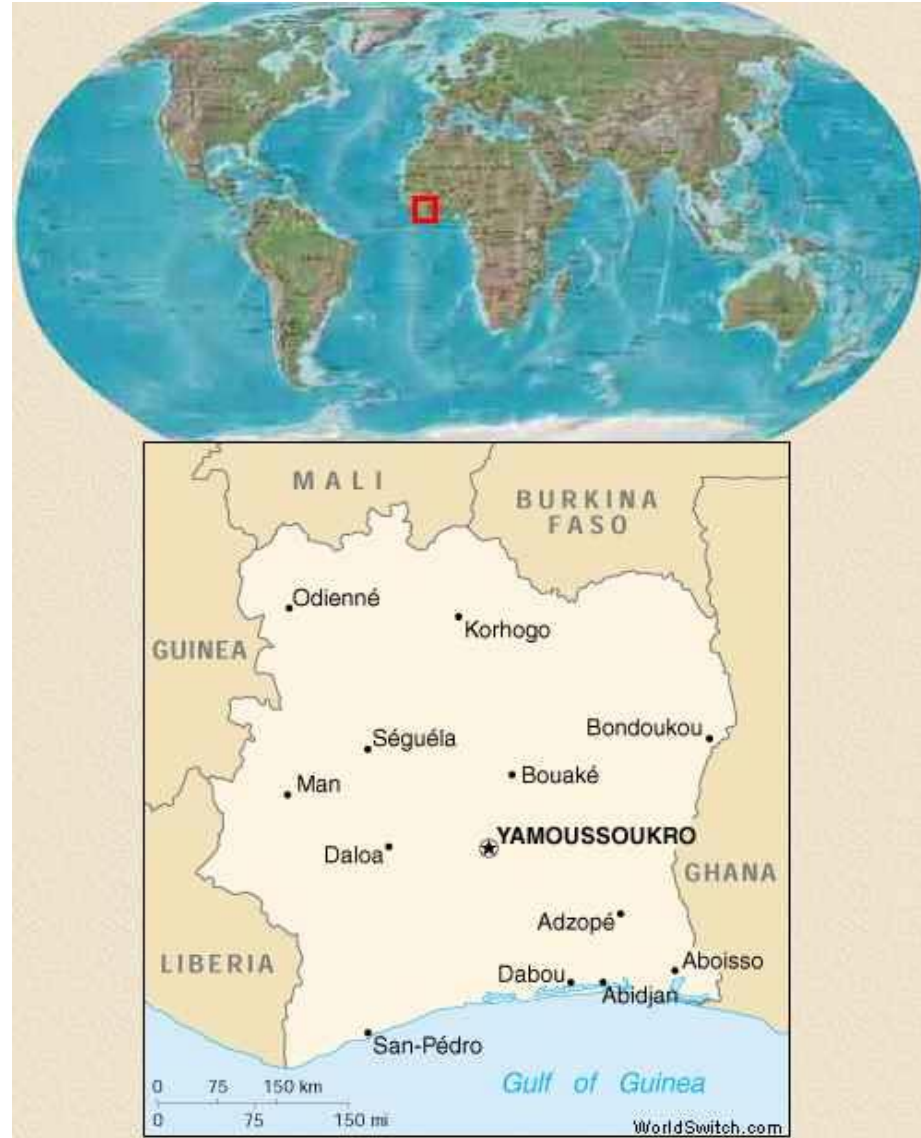 MALI
BURKINA
FASO
Odienné
Korhogo
GUINEA
Bondoukou
Séguéla
Bouaké
Man
YAMOUSSOUKRO
Daloa
GHANA
Adzopé
LIBERIA
Aboisso
Dabou
Abidjan
San-Pédro
0 75 150 km
Gulf of Guinea
0 75 150 mi
WorldSwitch.com